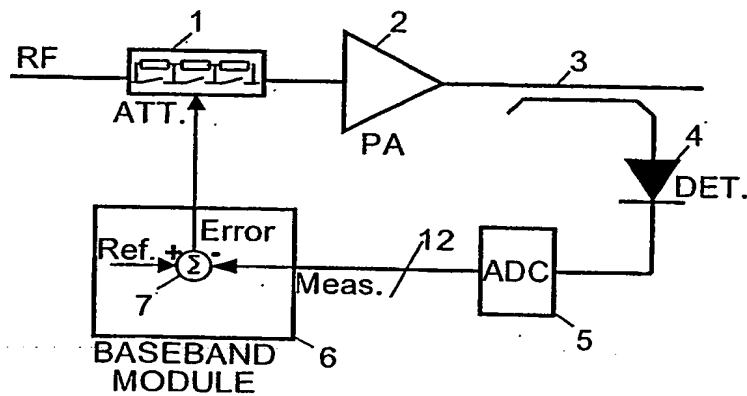 1
2
RF
3
ATT.
PA
4
DET.
Ref.
+
Error
-
Σ
7
12
Meas.
ADC
5
6
BASEBAND
MODULE